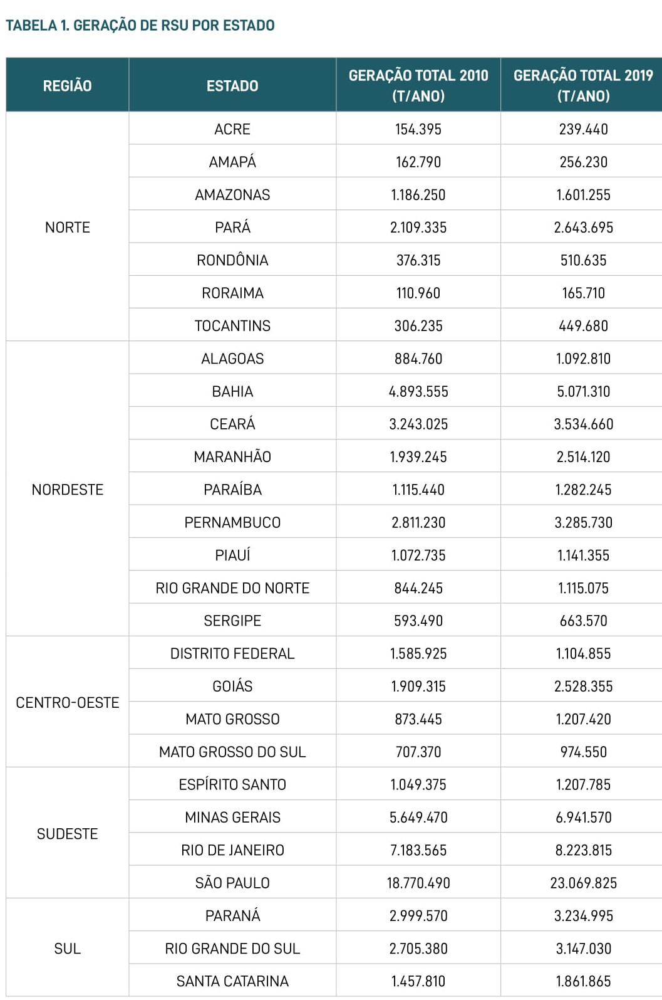 TABELA 1. GERAÇÃO DE RSU POR ESTADO
REGIÃO ESTADO GERAÇÃO TOTAL 2010 (T/ANO) GERAÇÃO TOTAL 2019 (T/ANO)
NORTE
ACRE 154.395 239.440
AMAPÁ 162.790 256.230
AMAZONAS 1.186.250 1.601.255
PARÁ 2.109.335 2.643.695
RONDÔNIA 376.315 510.635
RORAIMA 110.960 165.710
TOCANTINS 306.235 449.680
NORDESTE
ALAGOAS 884.760 1.092.810
BAHIA 4.893.555 5.071.310
CEARÁ 3.243.025 3.534.660
MARANHÃO 1.939.245 2.514.120
PARAÍBA 1.115.440 1.282.245
PERNAMBUCO 2.811.230 3.285.730
PIAUÍ 1.072.735 1.141.355
RIO GRANDE DO NORTE 844.245 1.115.075
SERGIPE 593.490 663.570
CENTRO-OESTE
DISTRITO FEDERAL 1.585.925 1.104.855
GOIÁS 1.909.315 2.528.355
MATO GROSSO 873.445 1.207.420
MATO GROSSO DO SUL 707.370 974.550
SUDESTE
ESPÍRITO SANTO 1.049.375 1.207.785
MINAS GERAIS 5.649.470 6.941.570
RIO DE JANEIRO 7.183.565 8.223.815
SÃO PAULO 18.770.490 23.069.825
SUL
PARANÁ 2.999.570 3.234.995
RIO GRANDE DO SUL 2.705.380 3.147.030
SANTA CATARINA 1.457.810 1.861.865